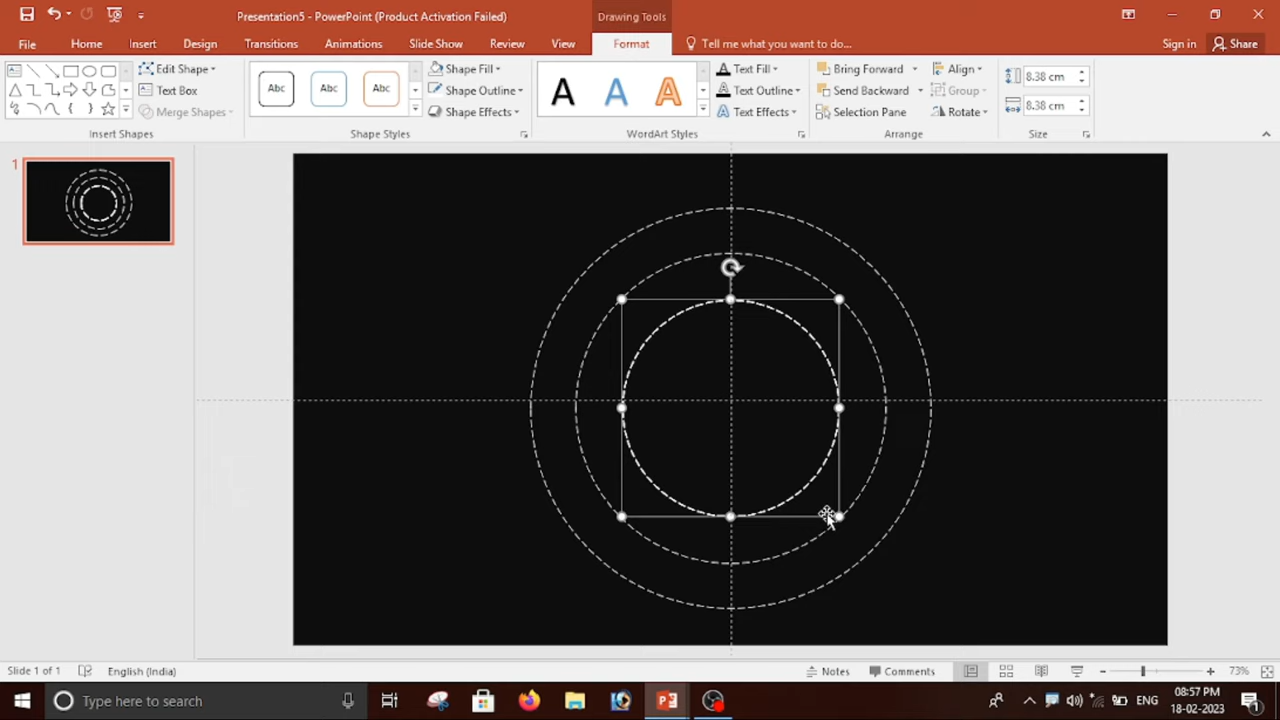 Presentation5 - PowerPoint (Product Activation Failed)
Drawing Tools
File Home Insert Design Transitions Animations Slide Show Review View Format Tell me what you want to do... Sign in Share
Edit Shape
Text Box
Merge Shapes
Insert Shapes
Abc Abc Abc
Shape Fill
Shape Outline
Shape Effects
Shape Styles
A A A
Text Fill
Text Outline
Text Effects
WordArt Styles
Bring Forward
Send Backward
Selection Pane
Align
Group
Rotate
Arrange
8.38 cm
8.38 cm
Size
1
Slide 1 of 1 English (India) Notes Comments 73%
Type here to search
ENG
08:57 PM
18-02-2023